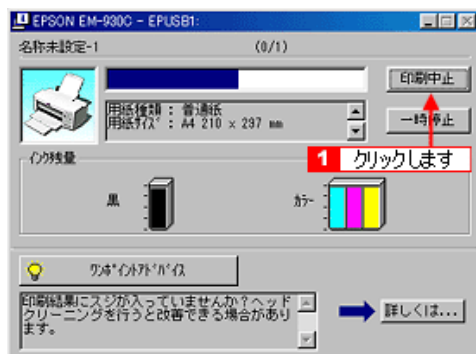 EPSON EM-930C - EPUSB1:
名称未設定-1 (0/1)
印刷中止
用紙種類 : 普通紙
用紙ｻｲｽﾞ : A4 210 × 297 mm
一時停止
1 クリックします
ｲﾝｸ残量
黒
ｶﾗｰ
ﾜﾝﾎﾟｲﾝﾄｱﾄﾞﾊﾞｲｽ
印刷結果にスジが入っていませんか？ヘッド
クリーニングを行うと改善できる場合があり
ます。
詳しくは...